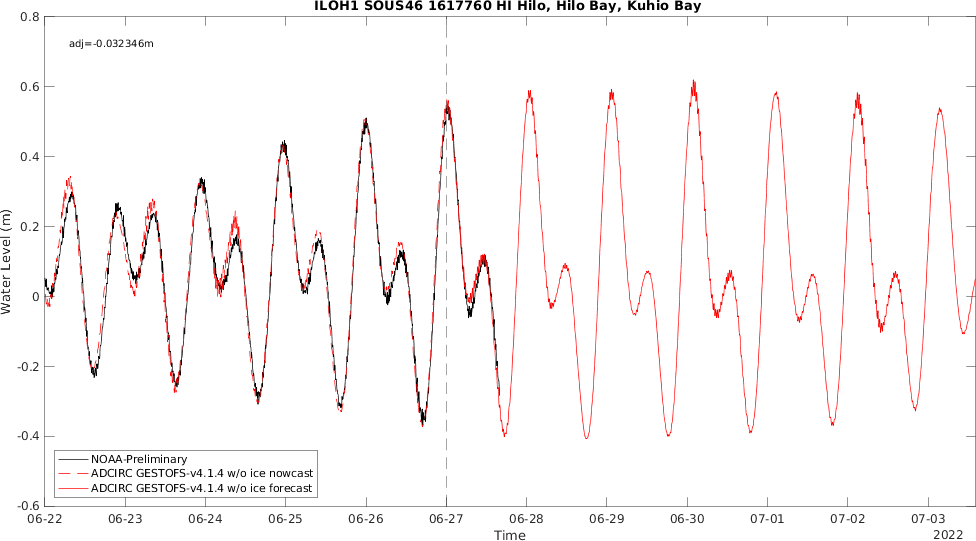 ILOH1 SOUS46 1617760 HI Hilo, Hilo Bay, Kuhio Bay
0.8
adj=-0.032346m
0.6
0.4
0.2
0
-0.2
-0.4
-0.6
Water Level (m)
NOAA-Preliminary
ADCIRC GESTOFS-v4.1.4 w/o ice nowcast
ADCIRC GESTOFS-v4.1.4 w/o ice forecast
06-22 06-23 06-24 06-25 06-26 06-27 06-28 06-29 06-30 07-01 07-02 07-03
Time
2022